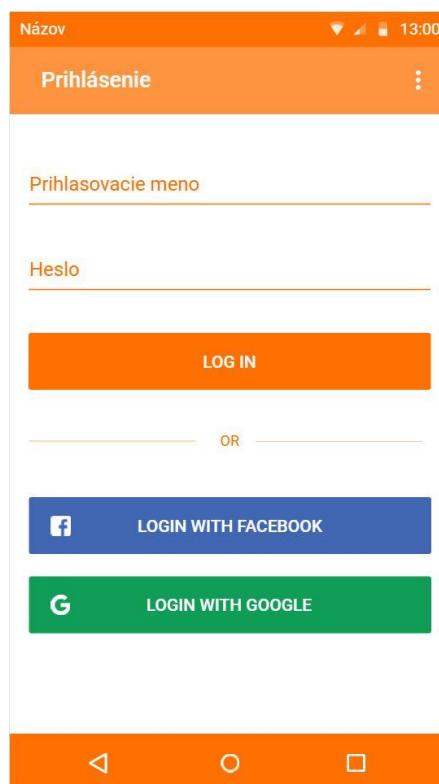 Názov 13:00
Prihlásenie
Prihlasovacie meno
Heslo
LOG IN
OR
LOGIN WITH FACEBOOK
LOGIN WITH GOOGLE